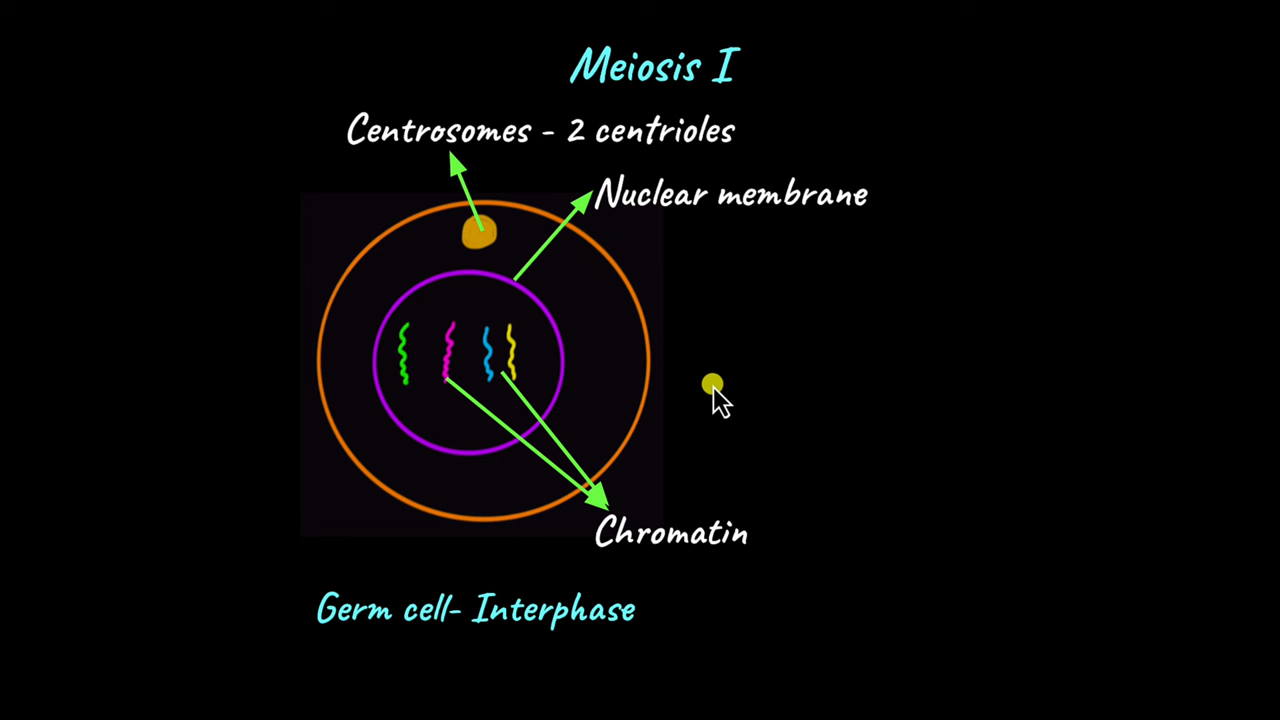 Meiosis I
Centrosomes - 2 centrioles
Nuclear membrane
Chromatin
Germ cell- Interphase